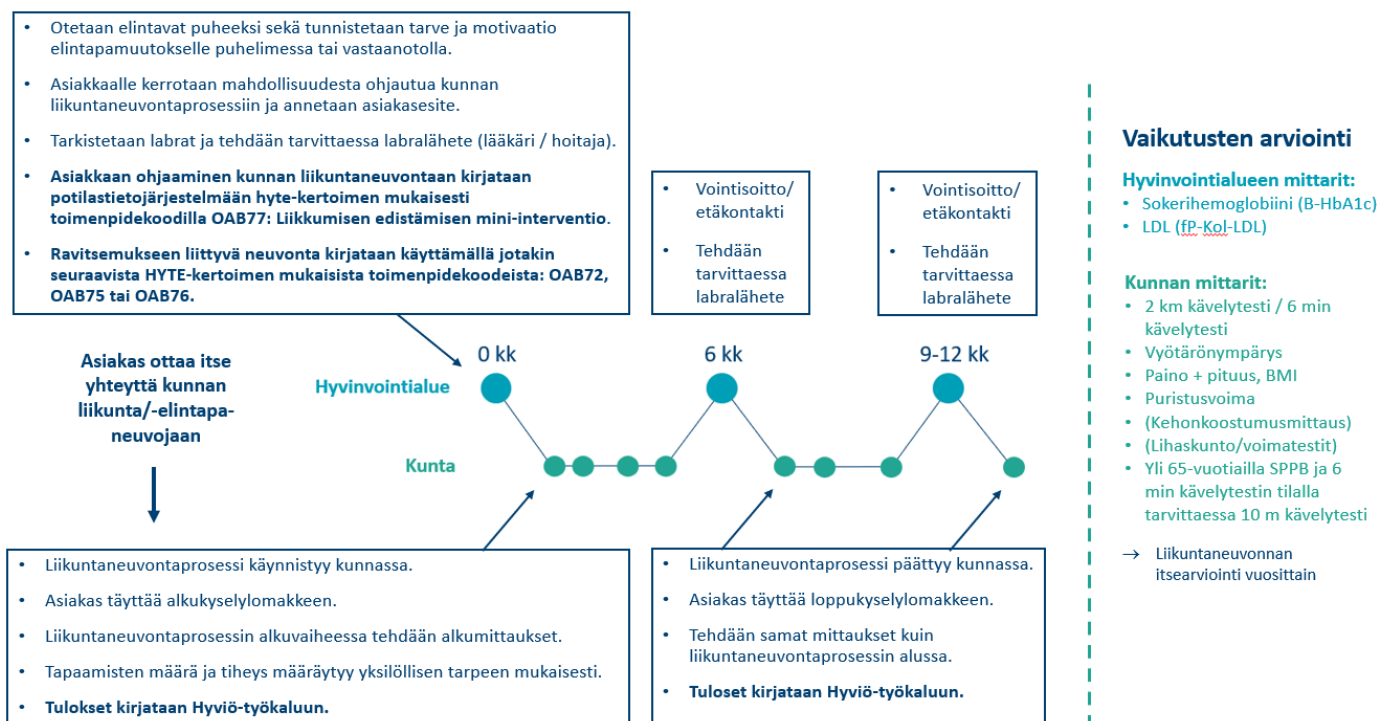 • Otetaan elintavat puheeksi sekä tunnistetaan tarve ja motivaatio
elintapamuutokselle puhelimessa tai vastaanotolla.
• Asiakkaalle kerrotaan mahdollisuudesta ohjautua kunnan
liikuntaneuvontaprosessiin ja annetaan asiakasesite.
• Tarkistetaan labrat ja tehdään tarvittaessa labralähete (lääkäri / hoitaja).
• Asiakkaan ohjaaminen kunnan liikuntaneuvontaan kirjataan
potilastietojärjestelmään hyte-kertoimen mukaisesti
toimenpidekoodilla OAB77: Liikkumisen edistämisen mini-interventio.
• Ravitsemukseen liittyvä neuvonta kirjataan käyttämällä jotakin
seuraavista HYTE-kertoimen mukaisista toimenpidekoodeista: OAB72,
OAB75 tai OAB76.
• Vointisoitto/
etäkontakti
• Tehdään
tarvittaessa
labralähete
• Vointisoitto/
etäkontakti
• Tehdään
tarvittaessa
labralähete
Asiakas ottaa itse
yhteyttä kunnan
liikunta/-elintapa-
neuvojaan
0 kk
6 kk
9-12 kk
Hyvinvointialue
Kunta
• Liikuntaneuvontaprosessi käynnistyy kunnassa.
• Asiakas täyttää alkukyselylomakkeen.
• Liikuntaneuvontaprosessin alkuvaiheessa tehdään alkumittaukset.
• Tapaamisten määrä ja tiheys määräytyy yksilöllisen tarpeen mukaisesti.
• Tulokset kirjataan Hyviö-työkaluun.
• Liikuntaneuvontaprosessi päättyy kunnassa.
• Asiakas täyttää loppukyselylomakkeen.
• Tehdään samat mittaukset kuin
liikuntaneuvontaprosessin alussa.
• Tuloset kirjataan Hyviö-työkaluun.
Vaikutusten arviointi
Hyvinvointialueen mittarit:
• Sokerihemoglobiini (B-HbA1c)
• LDL (fP-Kol-LDL)
Kunnan mittarit:
• 2 km kävelytesti / 6 min
kävelytesti
• Vyötärönympärys
• Paino + pituus, BMI
• Puristusvoima
• (Kehonkoostumusmittaus)
• (Lihaskunto/voimatestit)
• Yli 65-vuotiailla SPPB ja 6
min kävelytestin tilalla
tarvittaessa 10 m kävelytesti
→ Liikuntaneuvonnan
itsearviointi vuosittain